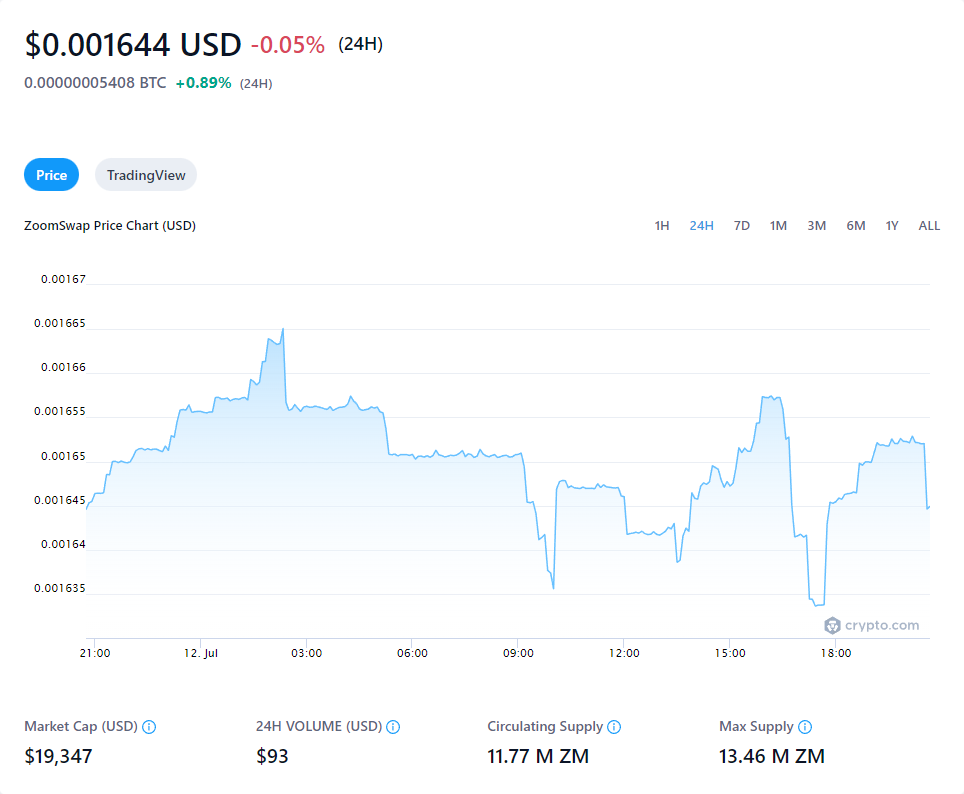 $0.001644 USD -0.05% (24H)
0.00000005408 BTC +0.89% (24H)
Price TradingView
ZoomSwap Price Chart (USD) 1H 24H 7D 1M 3M 6M 1Y ALL
0.00167
0.001665
0.00166
0.001655
0.00165
0.001645
0.00164
0.001635
crypto.com
21:00 12. Jul 03:00 06:00 09:00 12:00 15:00 18:00
Market Cap (USD) 24H VOLUME (USD) Circulating Supply Max Supply
$19,347 $93 11.77 M ZM 13.46 M ZM